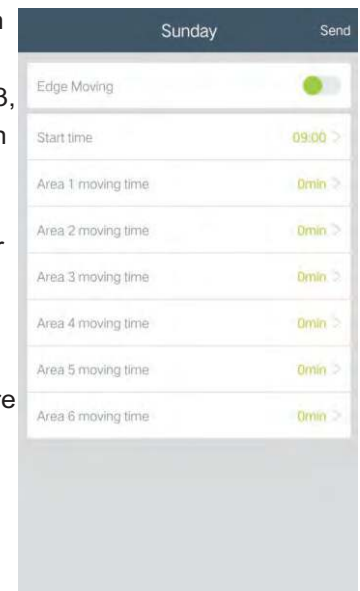 Sunday
Send
Edge Moving
Start time 09:00 >
Area 1 moving time 0min >
Area 2 moving time 0min >
Area 3 moving time 0min >
Area 4 moving time 0min >
Area 5 moving time 0min >
Area 6 moving time 0min >